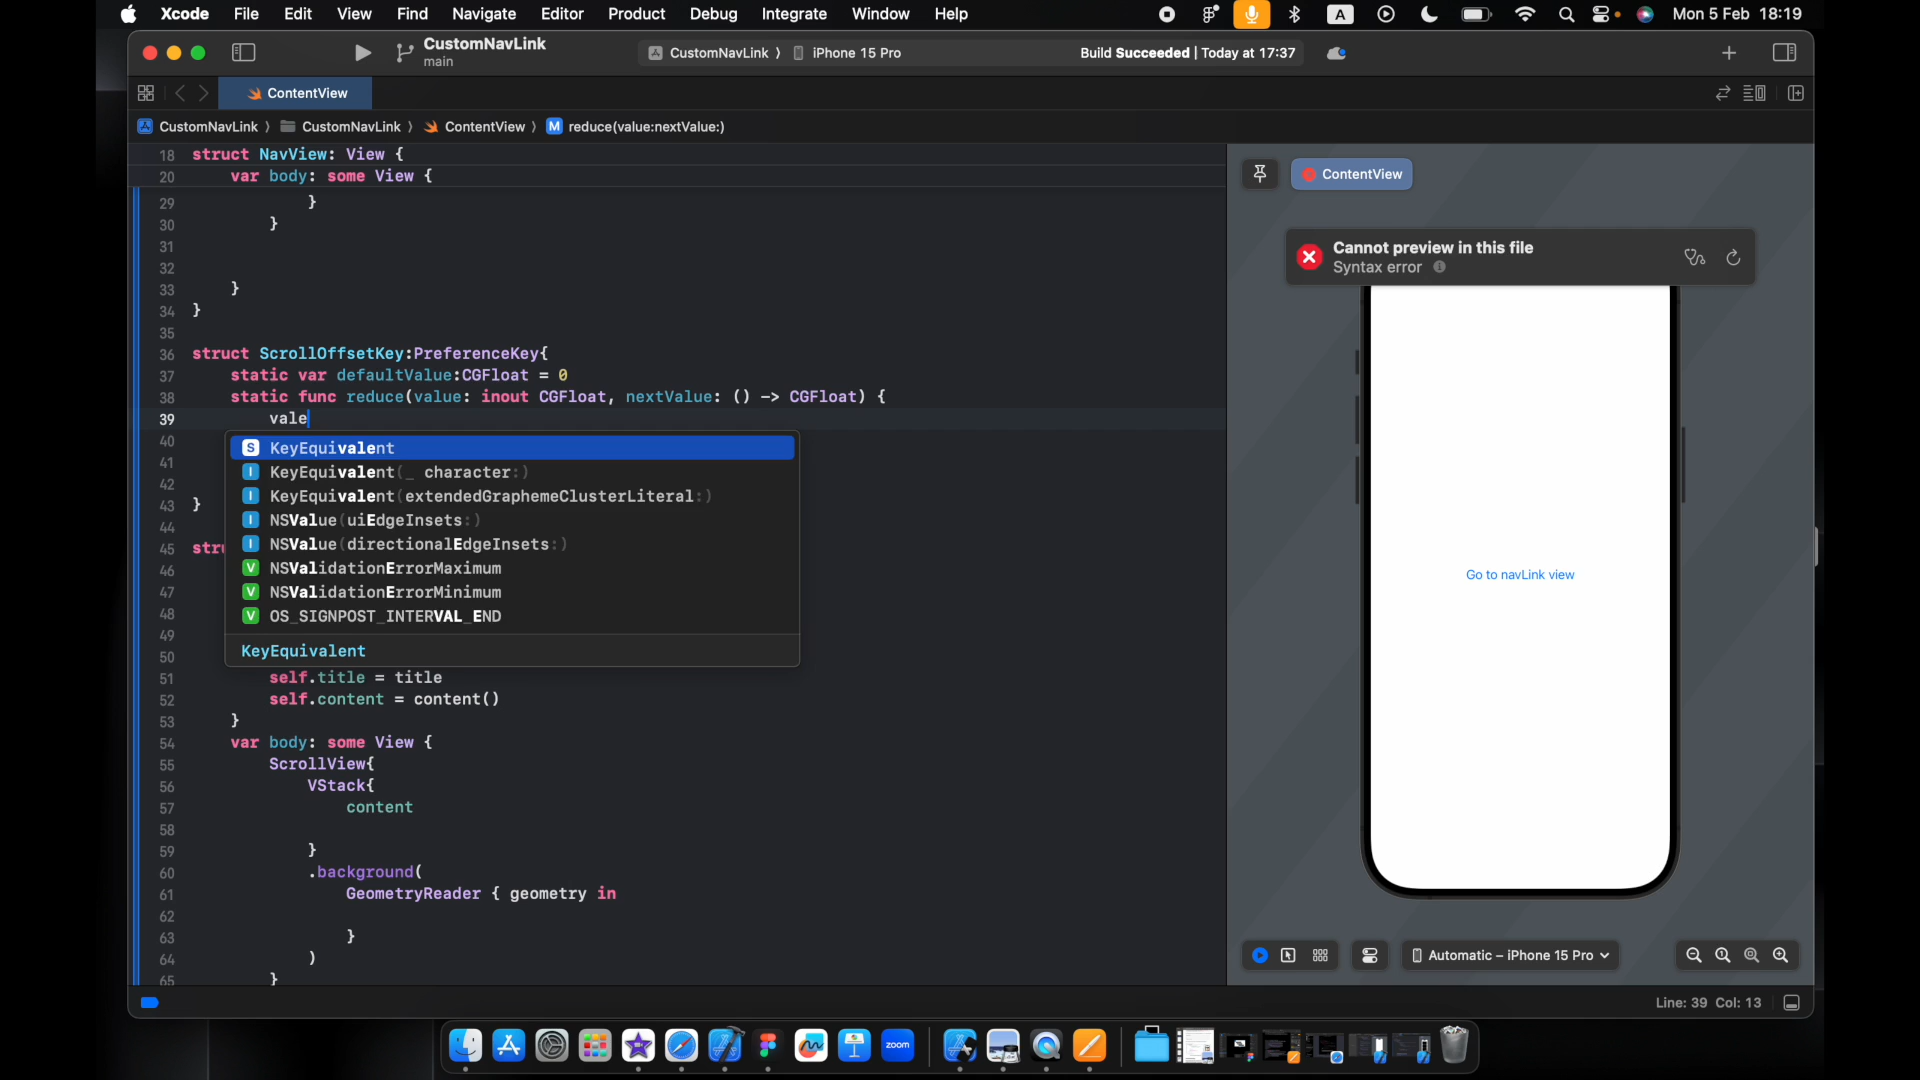 Xcode File Edit View Find Navigate Editor Product Debug Integrate Window Help A Mon 5 Feb 18:19
CustomNavLink
main
CustomNavLink 〉 iPhone 15 Pro
Build Succeeded | Today at 17:37
ContentView
CustomNavLink 〉 CustomNavLink 〉 ContentView 〉 M reduce(value:nextValue:)
18 struct NavView: View {
20 var body: some View {
29 }
30 }
31
32
33 }
34 }
35
36 struct ScrollOffsetKey:PreferenceKey{
37 static var defaultValue:CGFloat = 0
38 static func reduce(value: inout CGFloat, nextValue: () -> CGFloat) {
39 vale
40
41
42
43 }
44
45 stru
46
47
48
49
50
S KeyEquivalent
I KeyEquivalent(_ character:)
I KeyEquivalent(extendedGraphemeClusterLiteral:)
I NSValue(uiEdgeInsets:)
I NSValue(directionalEdgeInsets:)
V NSValidationErrorMaximum
V NSValidationErrorMinimum
V OS_SIGNPOST_INTERVAL_END
KeyEquivalent
51 self.title = title
52 self.content = content()
53 }
54 var body: some View {
55 ScrollView{
56 VStack{
57 content
58
59 }
60 .background(
61 GeometryReader { geometry in
62
63 }
64 )
65 }
ContentView
Cannot preview in this file
Syntax error
Go to navLink view
Automatic – iPhone 15 Pro
Line: 39 Col: 13
zoom